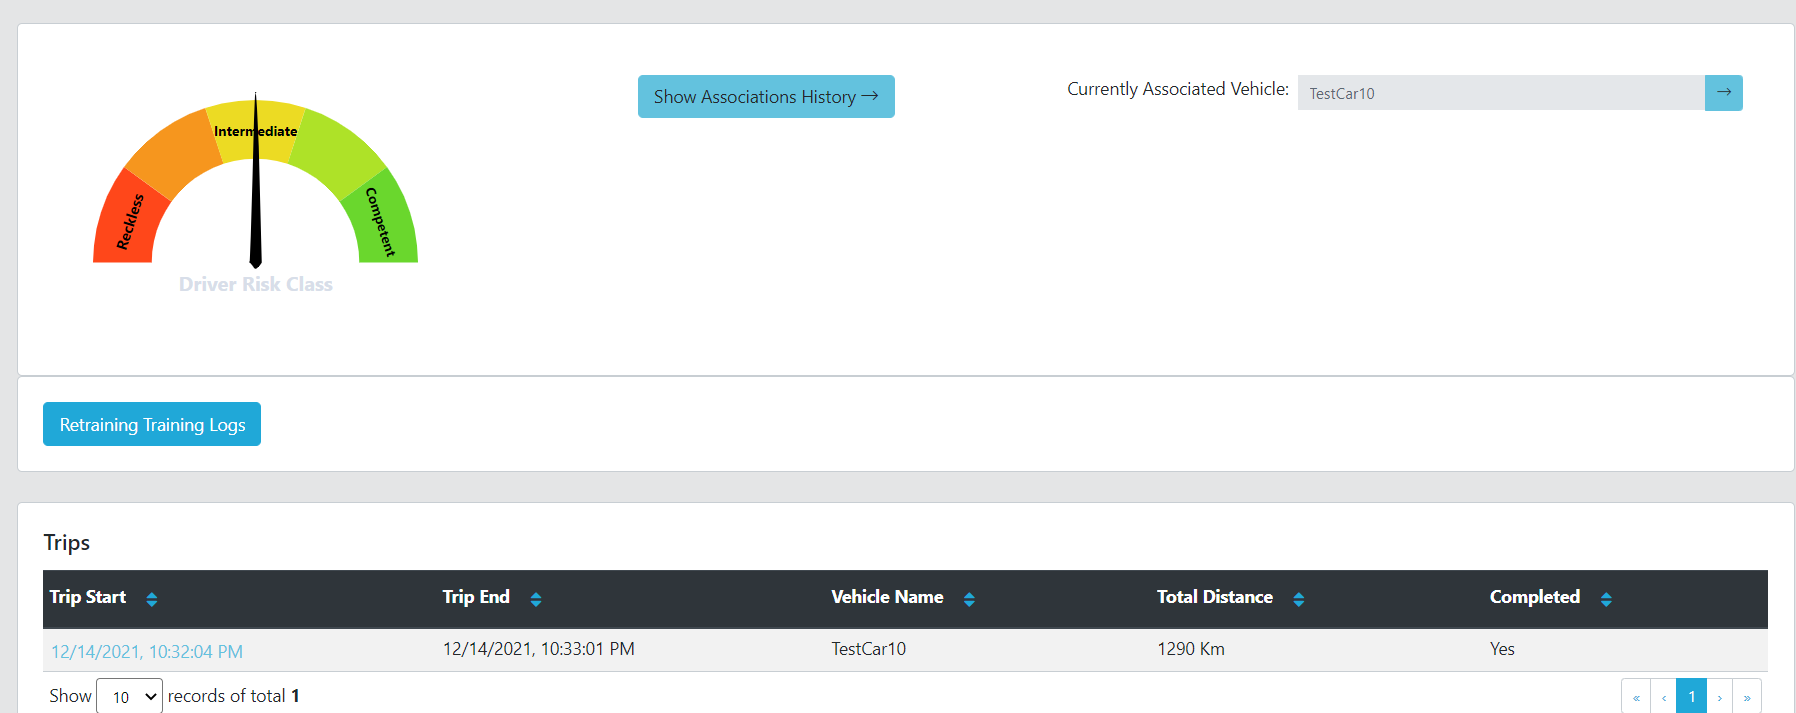 Show Associations History →
Currently Associated Vehicle: TestCar10 →
Intermediate
Reckless
Competent
Driver Risk Class
Retraining Training Logs
Trips
Trip Start Trip End Vehicle Name Total Distance Completed
12/14/2021, 10:32:04 PM 12/14/2021, 10:33:01 PM TestCar10 1290 Km Yes
Show 10 records of total 1 « ‹ 1 › »